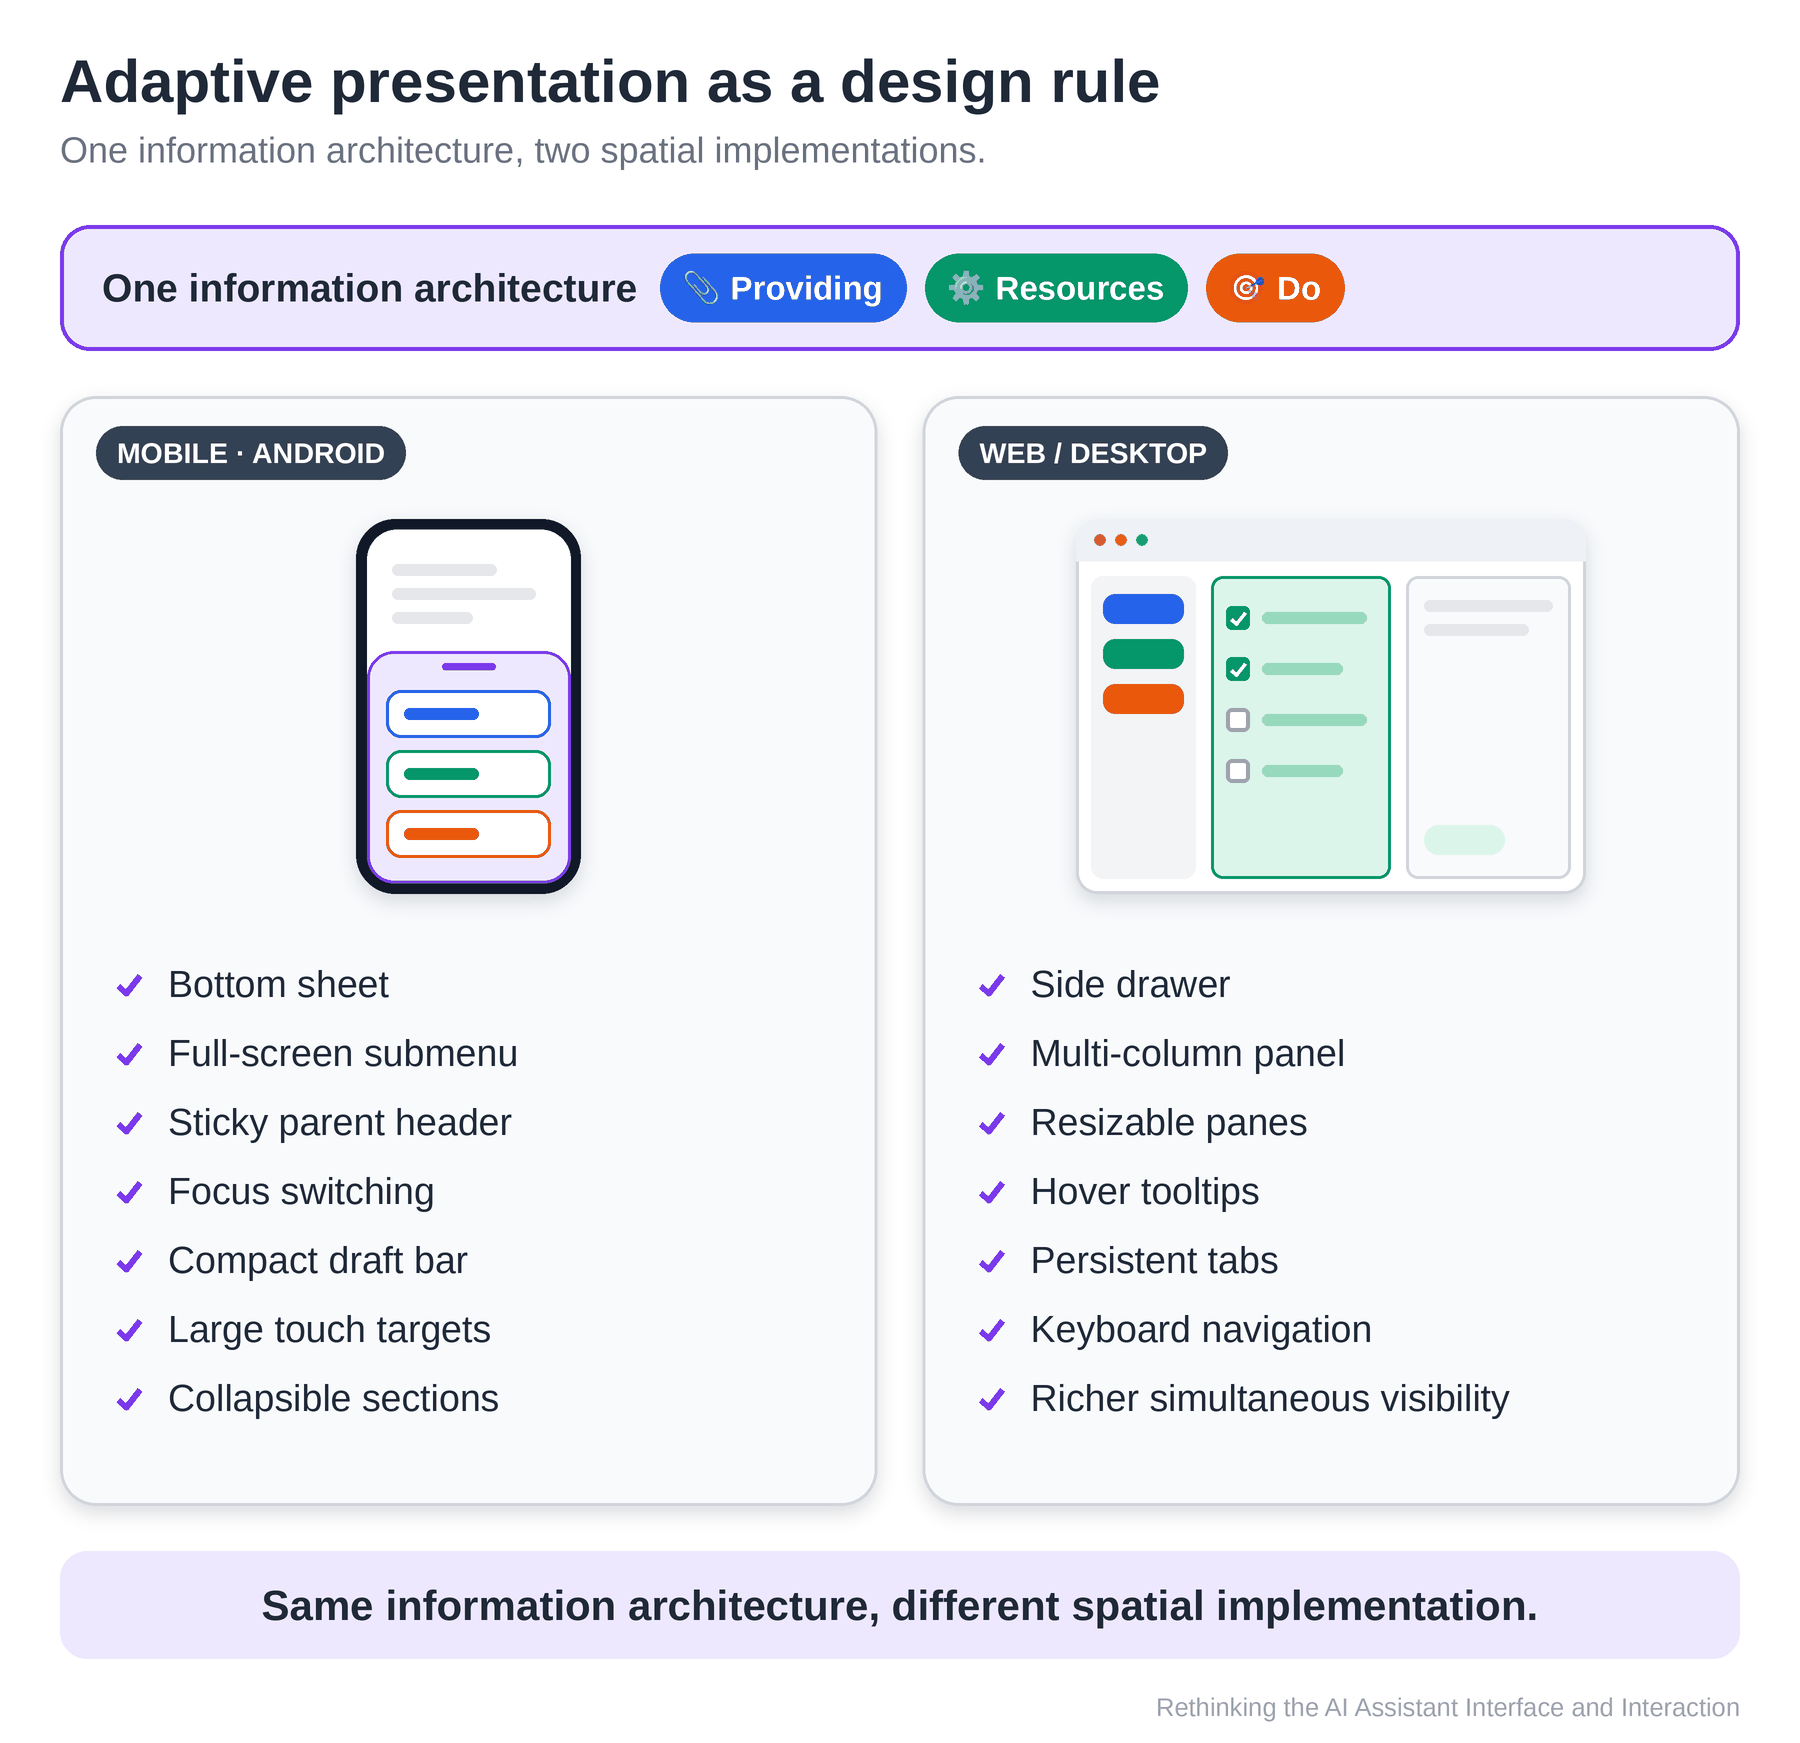 Adaptive presentation as a design rule
One information architecture, two spatial implementations.
One information architecture
📎 Providing
⚙️ Resources
🎯 Do
MOBILE · ANDROID
Bottom sheet
Full-screen submenu
Sticky parent header
Focus switching
Compact draft bar
Large touch targets
Collapsible sections
WEB / DESKTOP
Side drawer
Multi-column panel
Resizable panes
Hover tooltips
Persistent tabs
Keyboard navigation
Richer simultaneous visibility
Same information architecture, different spatial implementation.
Rethinking the AI Assistant Interface and Interaction